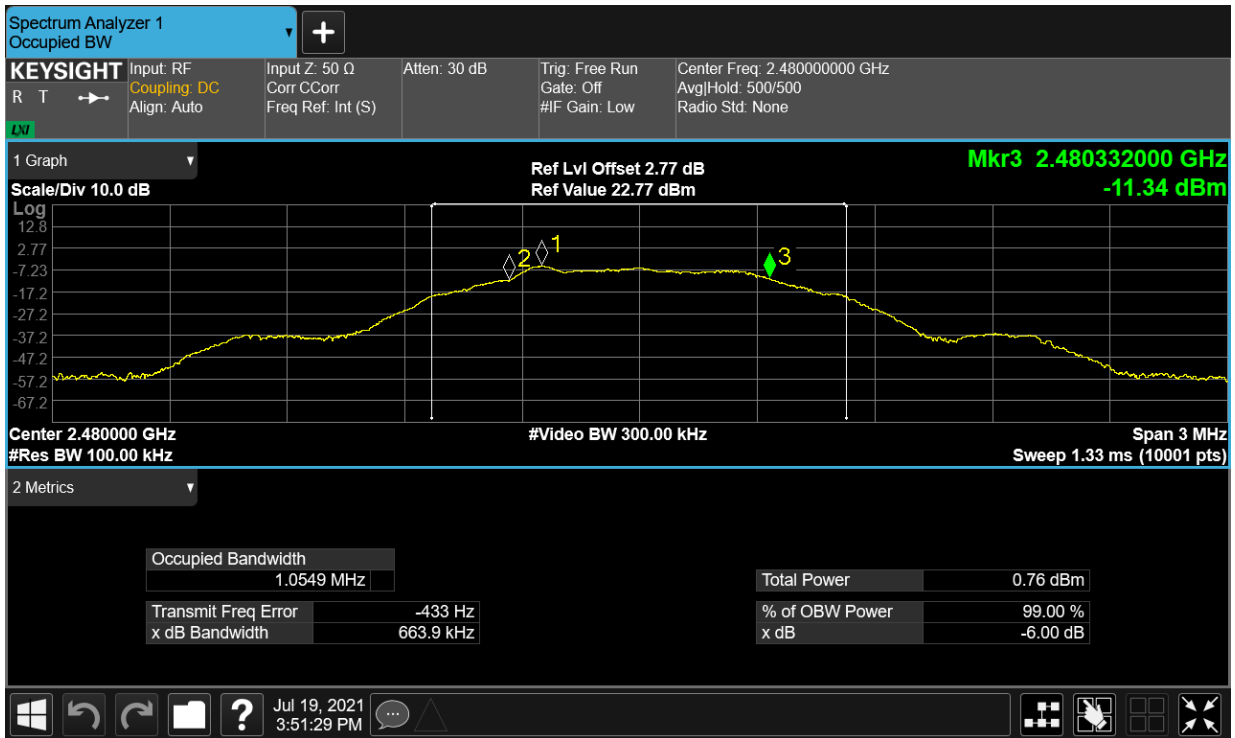 Spectrum Analyzer 1
Occupied BW
KEYSIGHT
R T
LXI
Input: RF
Coupling: DC
Align: Auto
Input Z: 50 Ω
Corr CCorr
Freq Ref: Int (S)
Atten: 30 dB
Trig: Free Run
Gate: Off
#IF Gain: Low
Center Freq: 2.480000000 GHz
Avg|Hold: 500/500
Radio Std: None
1 Graph
Scale/Div 10.0 dB
Ref Lvl Offset 2.77 dB
Ref Value 22.77 dBm
Mkr3 2.480332000 GHz
-11.34 dBm
Log
12.8
2.77
-7.23
-17.2
-27.2
-37.2
-47.2
-57.2
-67.2
2
1
3
Center 2.480000 GHz
#Res BW 100.00 kHz
#Video BW 300.00 kHz
Span 3 MHz
Sweep 1.33 ms (10001 pts)
2 Metrics
Occupied Bandwidth
1.0549 MHz
Transmit Freq Error -433 Hz
x dB Bandwidth 663.9 kHz
Total Power 0.76 dBm
% of OBW Power 99.00 %
x dB -6.00 dB
?
Jul 19, 2021
3:51:29 PM